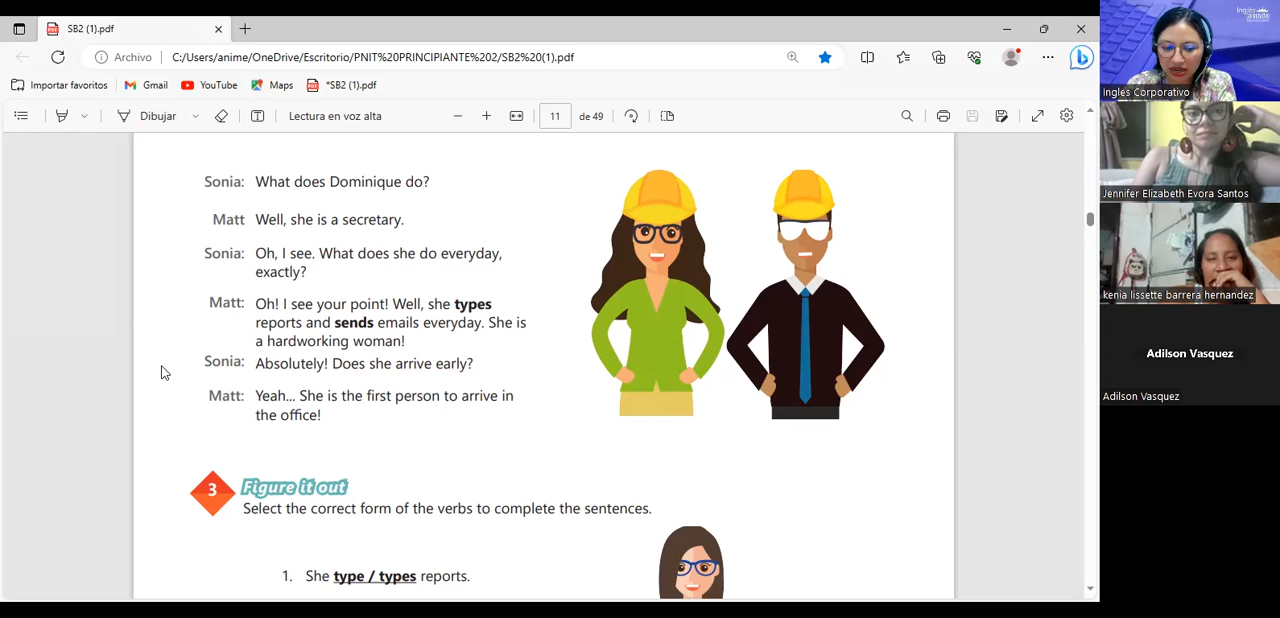 SB2 (1).pdf
Archivo
C:/Users/anime/OneDrive/Escritorio/PNIT%20PRINCIPIANTE%202/SB2%20(1).pdf
Importar favoritos
Gmail
YouTube
Maps
*SB2 (1).pdf
Dibujar
Lectura en voz alta
11
de 49
Sonia: What does Dominique do?
Matt Well, she is a secretary.
Sonia: Oh, I see. What does she do everyday,
exactly?
Matt: Oh! I see your point! Well, she types
reports and sends emails everyday. She is
a hardworking woman!
Sonia: Absolutely! Does she arrive early?
Matt: Yeah... She is the first person to arrive in
the office!
3 Figure it out
Select the correct form of the verbs to complete the sentences.
1. She type / types reports.
Ingles Corporativo
Jennifer Elizabeth Evora Santos
kenia lissette barrera hernandez
Adilson Vasquez
Adilson Vasquez